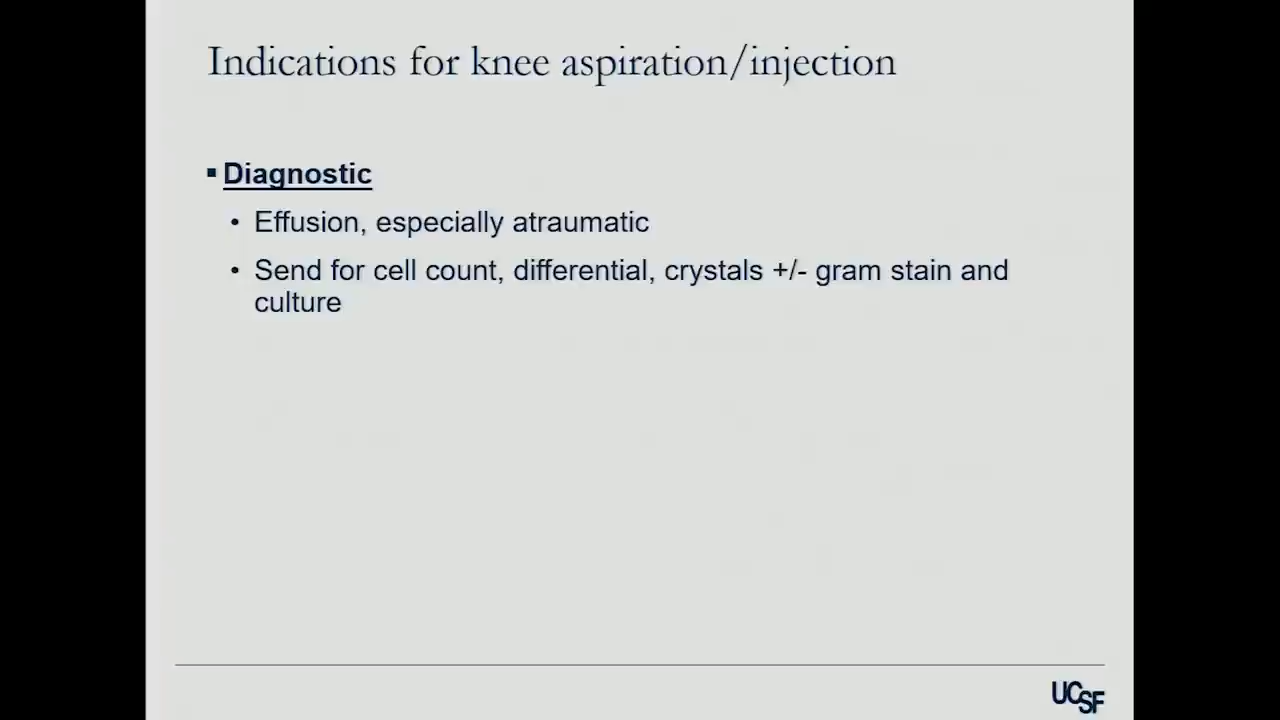 Indications for knee aspiration/injection
▪ Diagnostic
• Effusion, especially atraumatic
• Send for cell count, differential, crystals +/- gram stain and
culture
UCSF